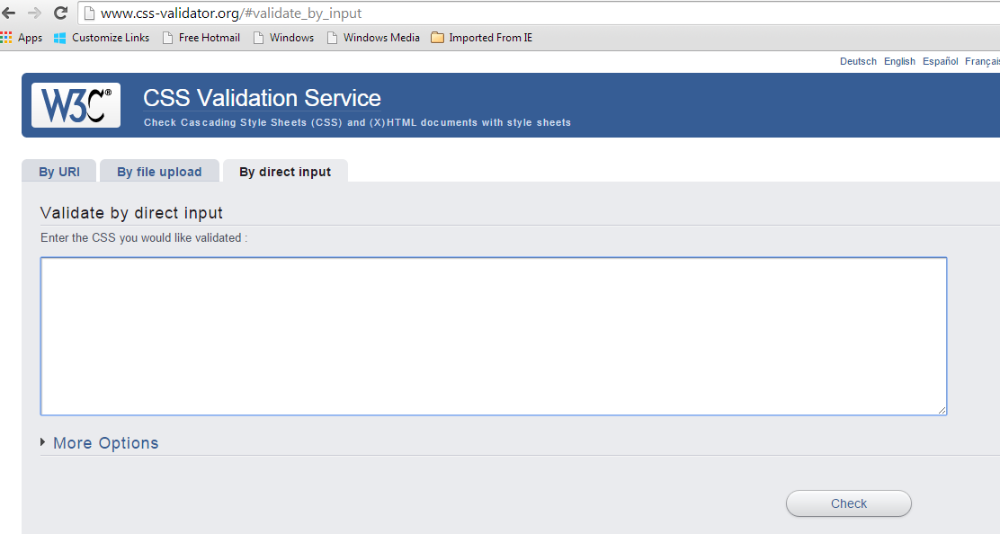 www.css-validator.org/#validate_by_input
Apps Customize Links Free Hotmail Windows Windows Media Imported From IE
Deutsch English Español Françai
W3C®
CSS Validation Service
Check Cascading Style Sheets (CSS) and (X)HTML documents with style sheets
By URI By file upload By direct input
Validate by direct input
Enter the CSS you would like validated :
More Options
Check